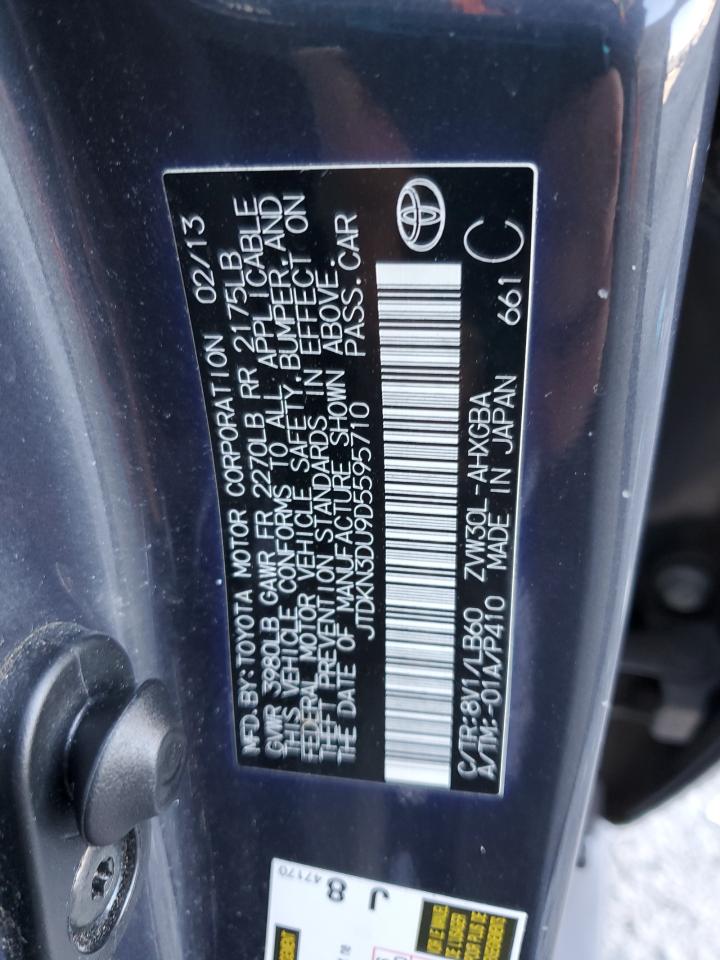 MFD.BY:TOYOTA MOTOR CORPORATION 02/13
GVWR 3980LB GAWR FR 2270LB RR 2175LB
THIS VEHICLE CONFORMS TO ALL APPLICABLE
FEDERAL MOTOR VEHICLE SAFETY,BUMPER,AND
THEFT PREVENTION STANDARDS IN EFFECT ON
THE DATE OF MANUFACTURE SHOWN ABOVE.
JTDKN3DU9D5595710 PASS.CAR
C/TR:8V1/LB60 ZVW30L-AHXGBA
A/TM:-01A/P410 MADE IN JAPAN 661 C
47170
J 8